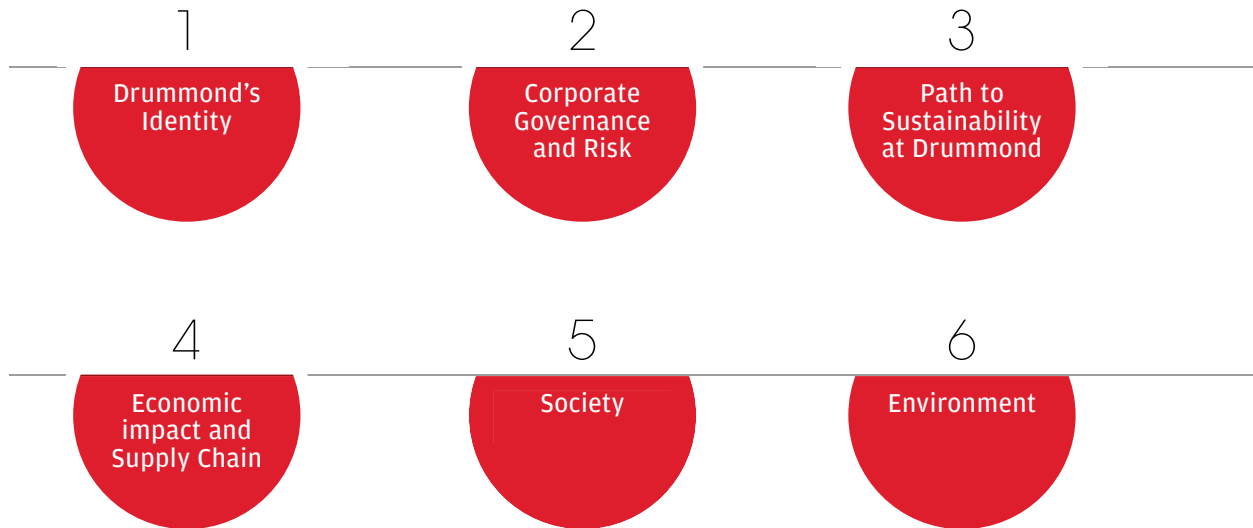 1
Drummond's
Identity
2
Corporate
Governance
and Risk
3
Path to
Sustainability
at Drummond
4
Economic
impact and
Supply Chain
5
Society
6
Environment